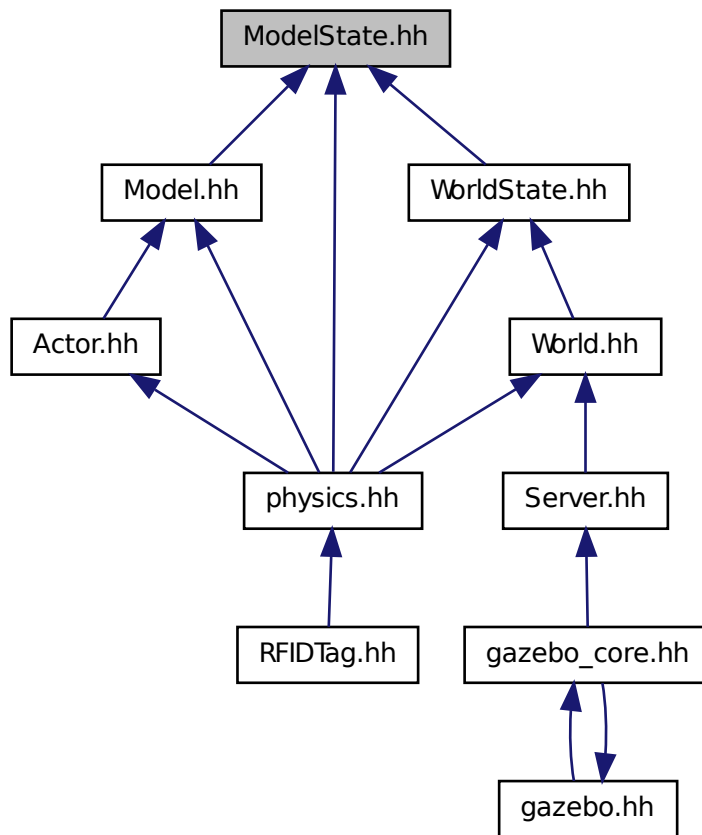 ModelState.hh
Model.hh
WorldState.hh
Actor.hh
World.hh
physics.hh
Server.hh
RFIDTag.hh
gazebo_core.hh
gazebo.hh